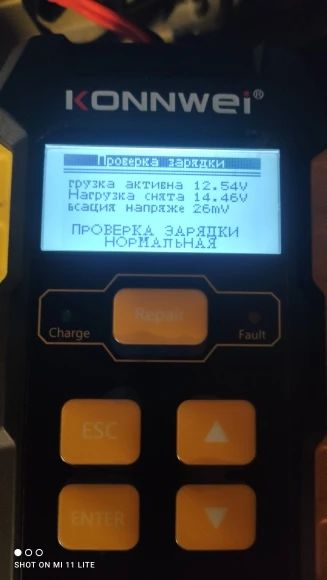 KONNWEI®
Проверка зарядки
грузка активна 12.54V
Нагрузка снята 14.46V
ьсация напряже 26mV
ПРОВЕРКА ЗАРЯДКИ
НОРМАЛЬНАЯ
Repair
Charge
Fault
ESC
ENTER
SHOT ON MI 11 LITE